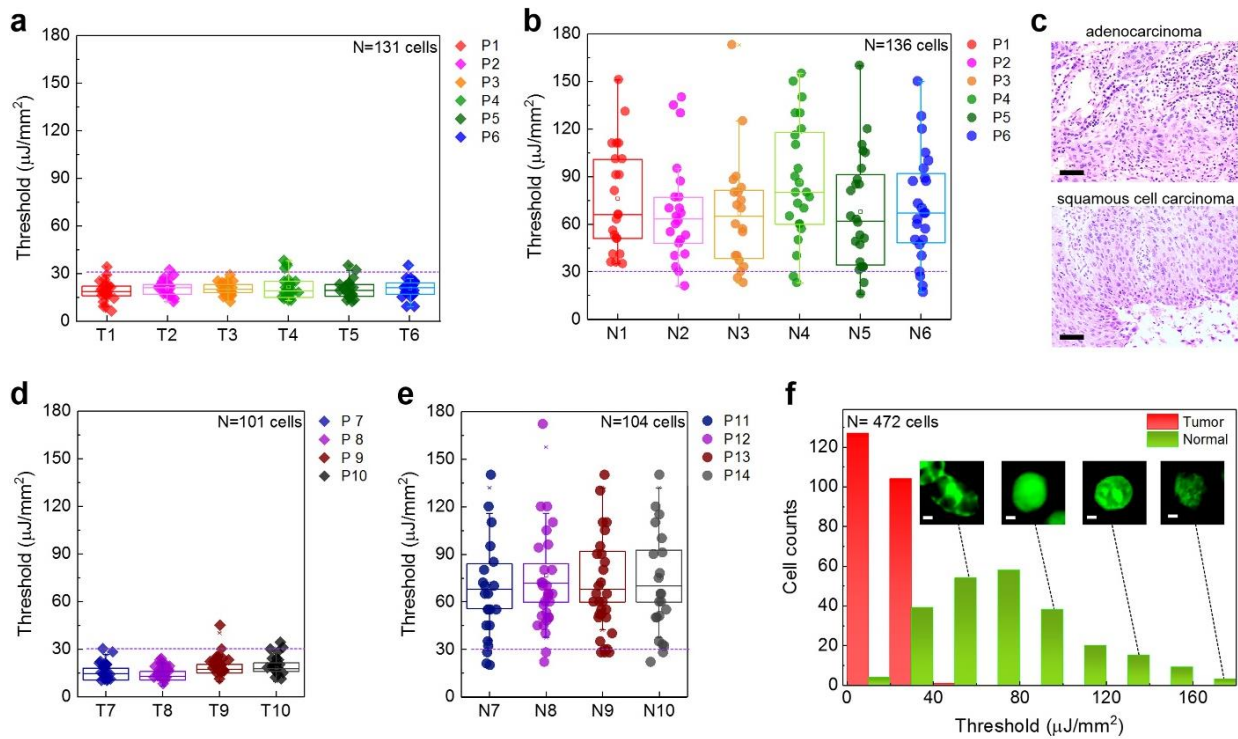 a
N=131 cells
Threshold (μJ/mm²)
180
150
120
90
60
30
0
T1 T2 T3 T4 T5 T6
P1
P2
P3
P4
P5
P6
b
N=136 cells
Threshold (μJ/mm²)
180
150
120
90
60
30
0
N1 N2 N3 N4 N5 N6
P1
P2
P3
P4
P5
P6
c
adenocarcinoma
squamous cell carcinoma
d
N=101 cells
Threshold (μJ/mm²)
180
150
120
90
60
30
0
T7 T8 T9 T10
P 7
P 8
P 9
P10
e
N=104 cells
Threshold (μJ/mm²)
180
150
120
90
60
30
0
N7 N8 N9 N10
P11
P12
P13
P14
f
N= 472 cells
Tumor
Normal
Cell counts
120
100
80
60
40
20
0
0 40 80 120 160
Threshold (μJ/mm²)